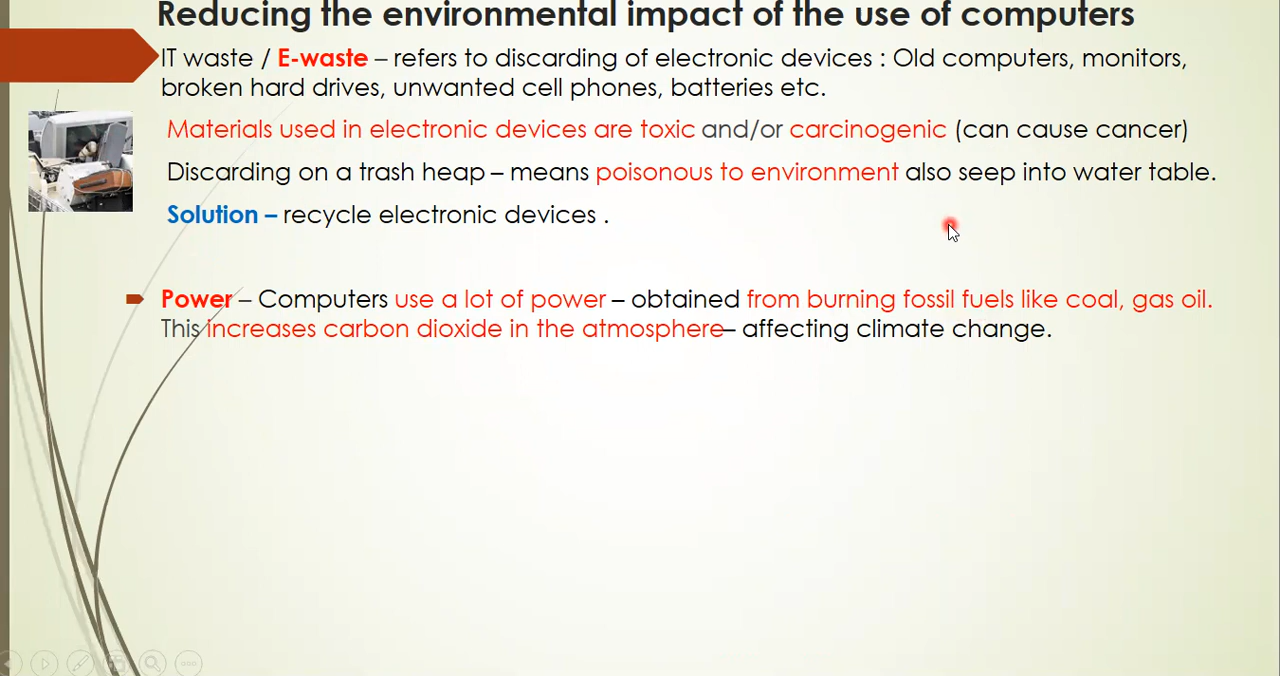 Reducing the environmental impact of the use of computers
IT waste / E-waste – refers to discarding of electronic devices : Old computers, monitors,
broken hard drives, unwanted cell phones, batteries etc.
Materials used in electronic devices are toxic and/or carcinogenic (can cause cancer)
Discarding on a trash heap – means poisonous to environment also seep into water table.
Solution – recycle electronic devices .
Power – Computers use a lot of power – obtained from burning fossil fuels like coal, gas oil.
This increases carbon dioxide in the atmosphere– affecting climate change.